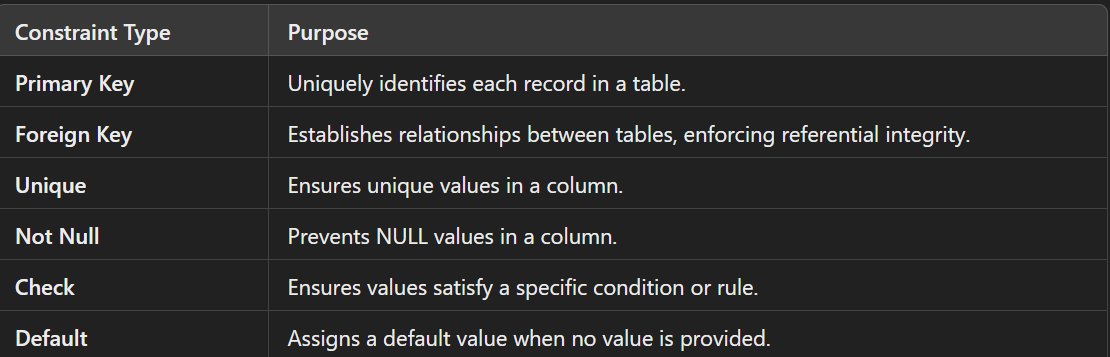 Constraint Type Purpose
Primary Key Uniquely identifies each record in a table.
Foreign Key Establishes relationships between tables, enforcing referential integrity.
Unique Ensures unique values in a column.
Not Null Prevents NULL values in a column.
Check Ensures values satisfy a specific condition or rule.
Default Assigns a default value when no value is provided.